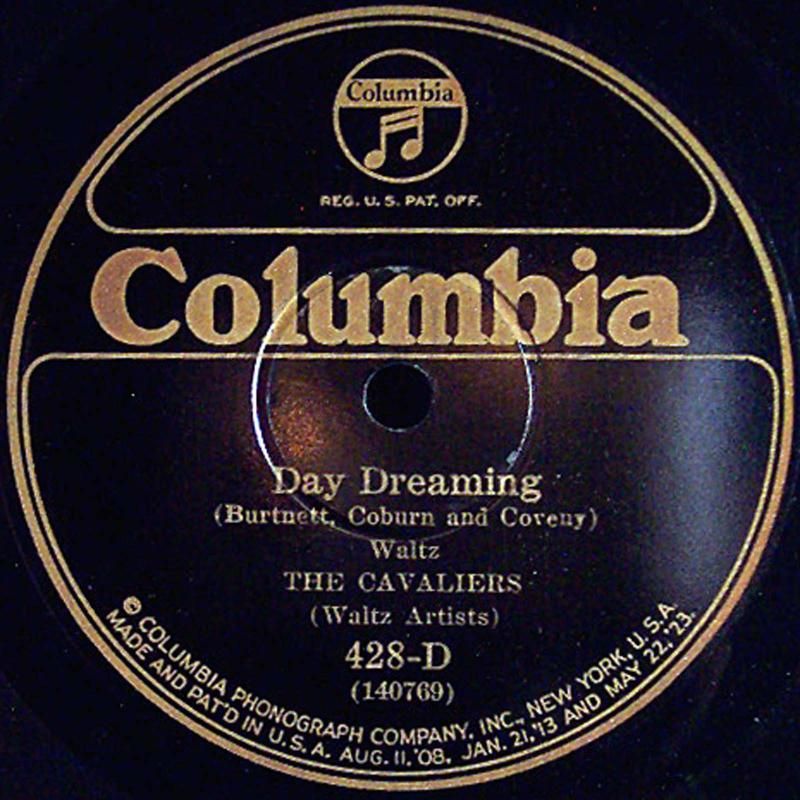 Columbia
REG. U. S. PAT. OFF.
Columbia
Day Dreaming
(Burtnett, Coburn and Coveny)
Waltz
THE CAVALIERS
(Waltz Artists)
428-D
(140769)
© COLUMBIA PHONOGRAPH COMPANY, INC., NEW YORK, U. S. A.
MADE AND PAT'D IN U. S. A. AUG. 11, '08, JAN. 21, '13 AND MAY 22, '23.